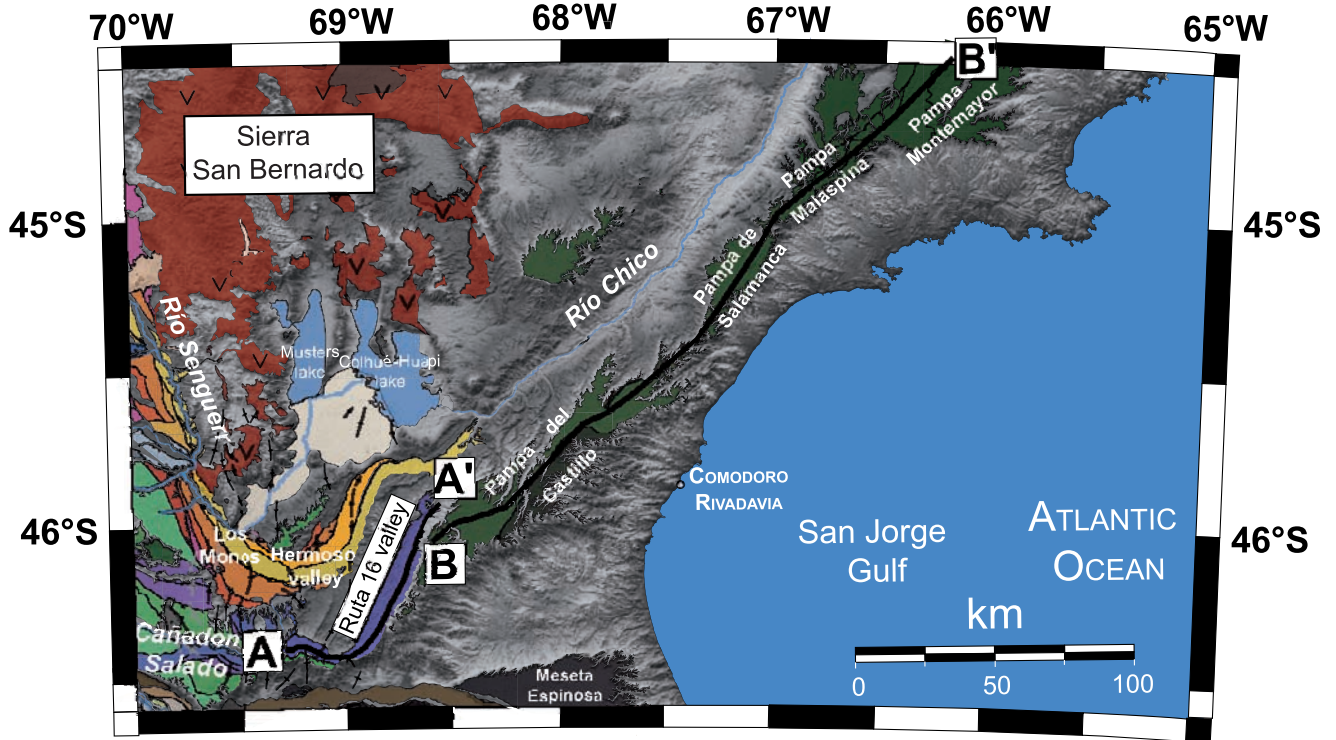 70°W 69°W 68°W 67°W 66°W 65°W
B'
Pampa
Montemayor
Sierra
San Bernardo
Pampa
Malaspina
45°S 45°S
Pampa de
Salamanca
Río Chico
Río Senguerr
Musters
lake
Colhué-Huapi
lake
Pampa del
Castillo
A'
COMODORO
RIVADAVIA
46°S 46°S
San Jorge
Gulf
ATLANTIC
OCEAN
Los
Monos
Hermoso
valley
Ruta 16 valley
B
Cañadon
Salado
A
km
0 50 100
Meseta
Espinosa